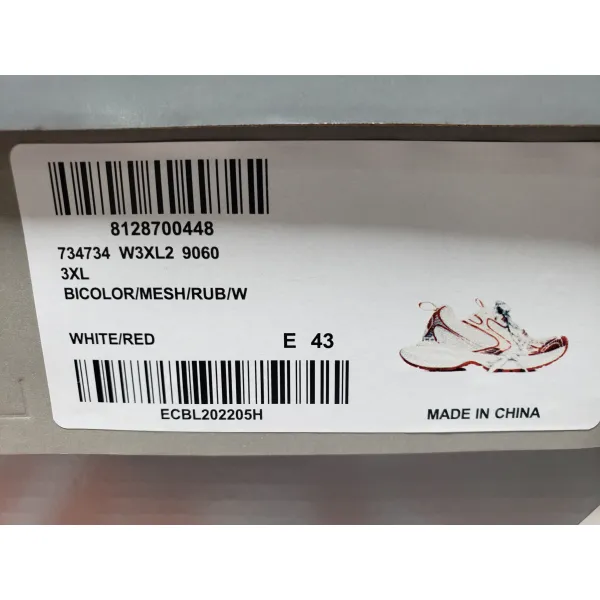 8128700448
734734 W3XL2 9060
3XL
BICOLOR/MESH/RUB/W
WHITE/RED E 43
ECBL202205H
MADE IN CHINA